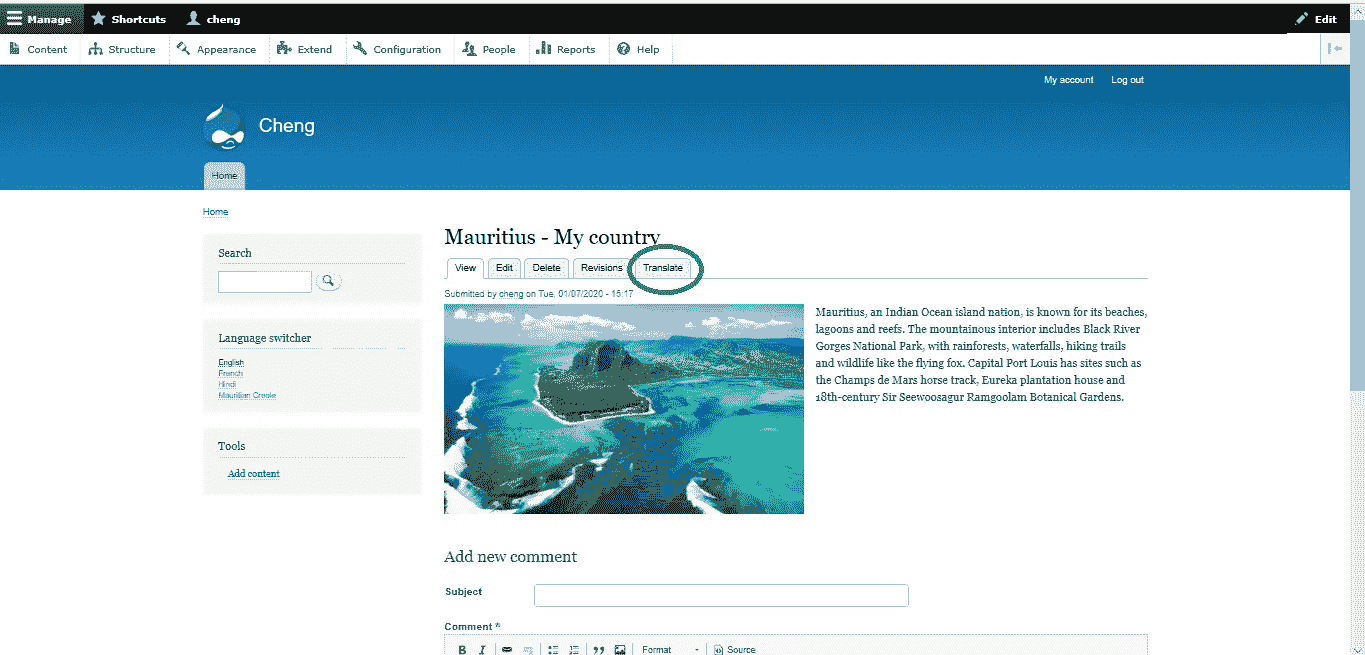 Manage Shortcuts cheng Edit
Content Structure Appearance Extend Configuration People Reports Help
My account Log out
Cheng
Home
Home
Search
Language switcher
English
French
Hindi
Mauritian Creole
Tools
Add content
Mauritius - My country
View Edit Delete Revisions Translate
Submitted by cheng on Tue, 01/07/2020 - 15:17
Mauritius, an Indian Ocean island nation, is known for its beaches,
lagoons and reefs. The mountainous interior includes Black River
Gorges National Park, with rainforests, waterfalls, hiking trails
and wildlife like the flying fox. Capital Port Louis has sites such as
the Champs de Mars horse track, Eureka plantation house and
18th-century Sir Seewoosagur Ramgoolam Botanical Gardens.
Add new comment
Subject
Comment *
B I Format Source